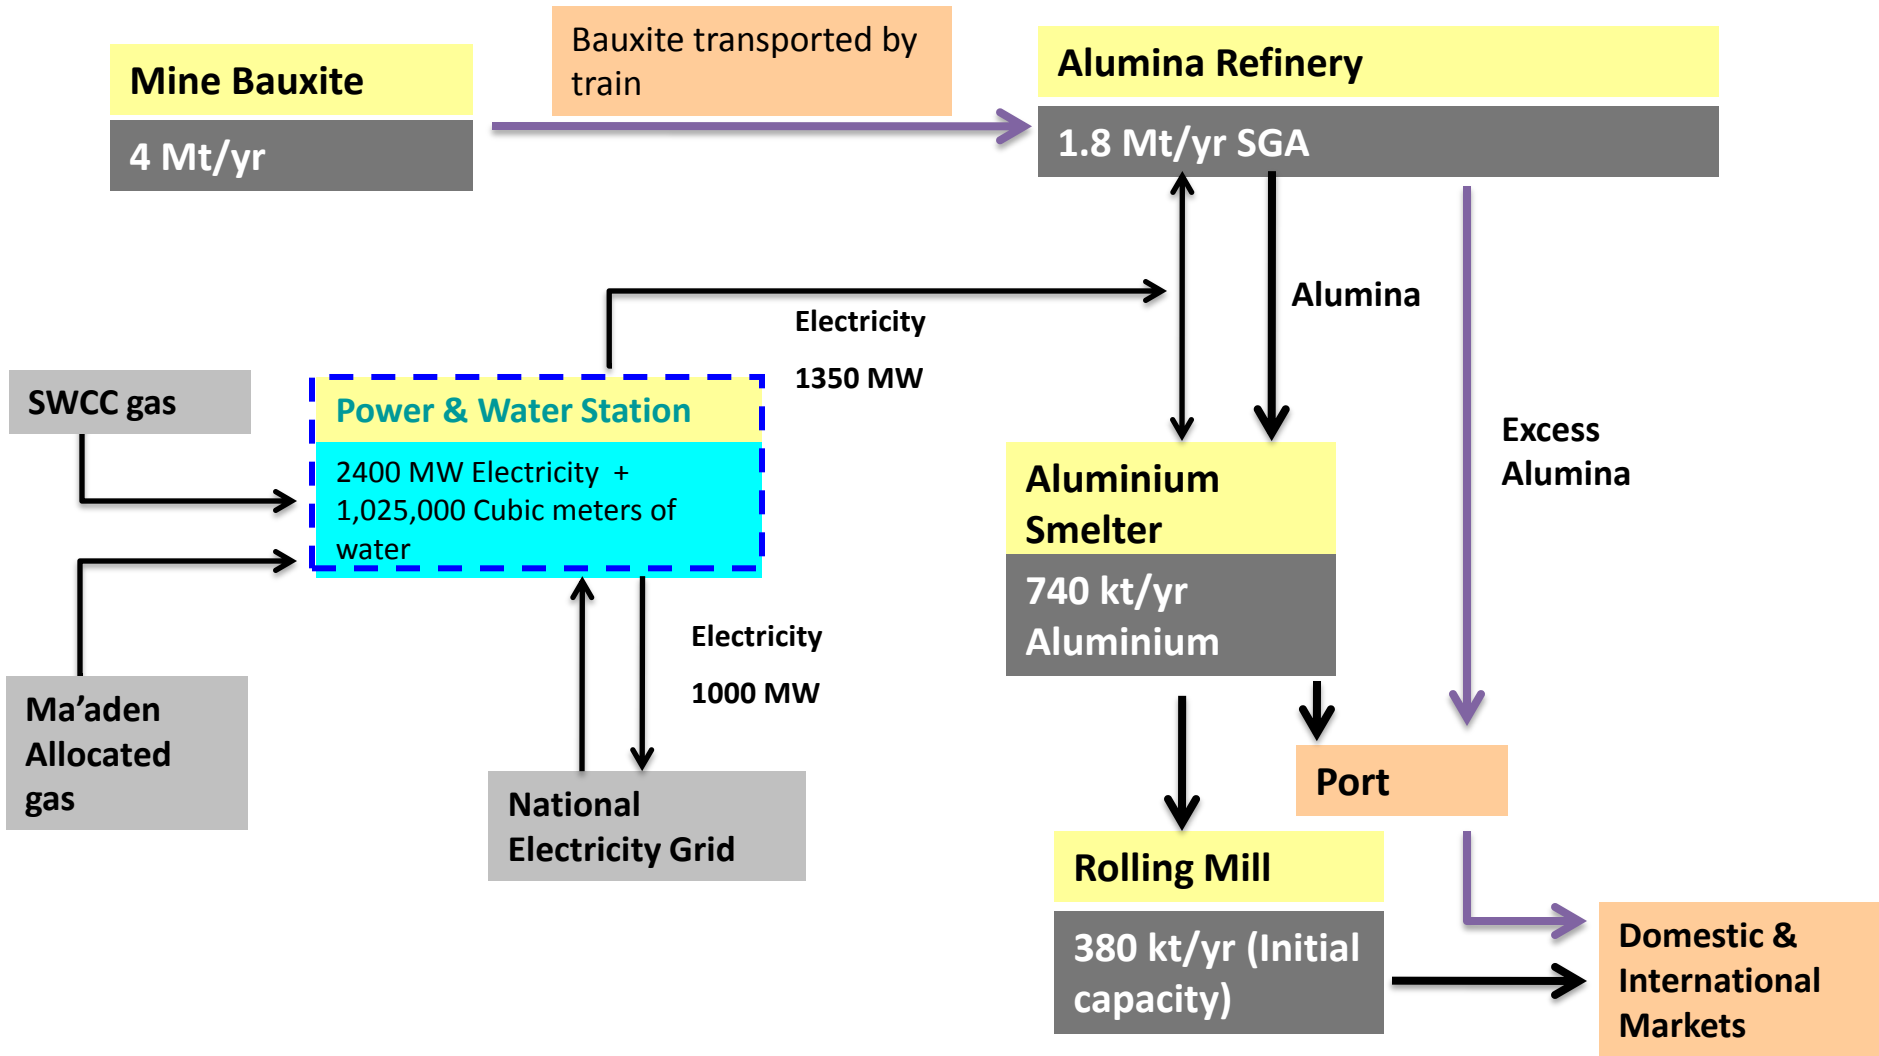 Mine Bauxite
4 Mt/yr
Bauxite transported by
train
Alumina Refinery
1.8 Mt/yr SGA
Electricity
1350 MW
Alumina
SWCC gas
Power & Water Station
2400 MW Electricity +
1,025,000 Cubic meters of
water
Excess
Alumina
Aluminium
Smelter
740 kt/yr
Aluminium
Electricity
1000 MW
Ma’aden
Allocated
gas
National
Electricity Grid
Port
Rolling Mill
380 kt/yr (Initial
capacity)
Domestic &
International
Markets